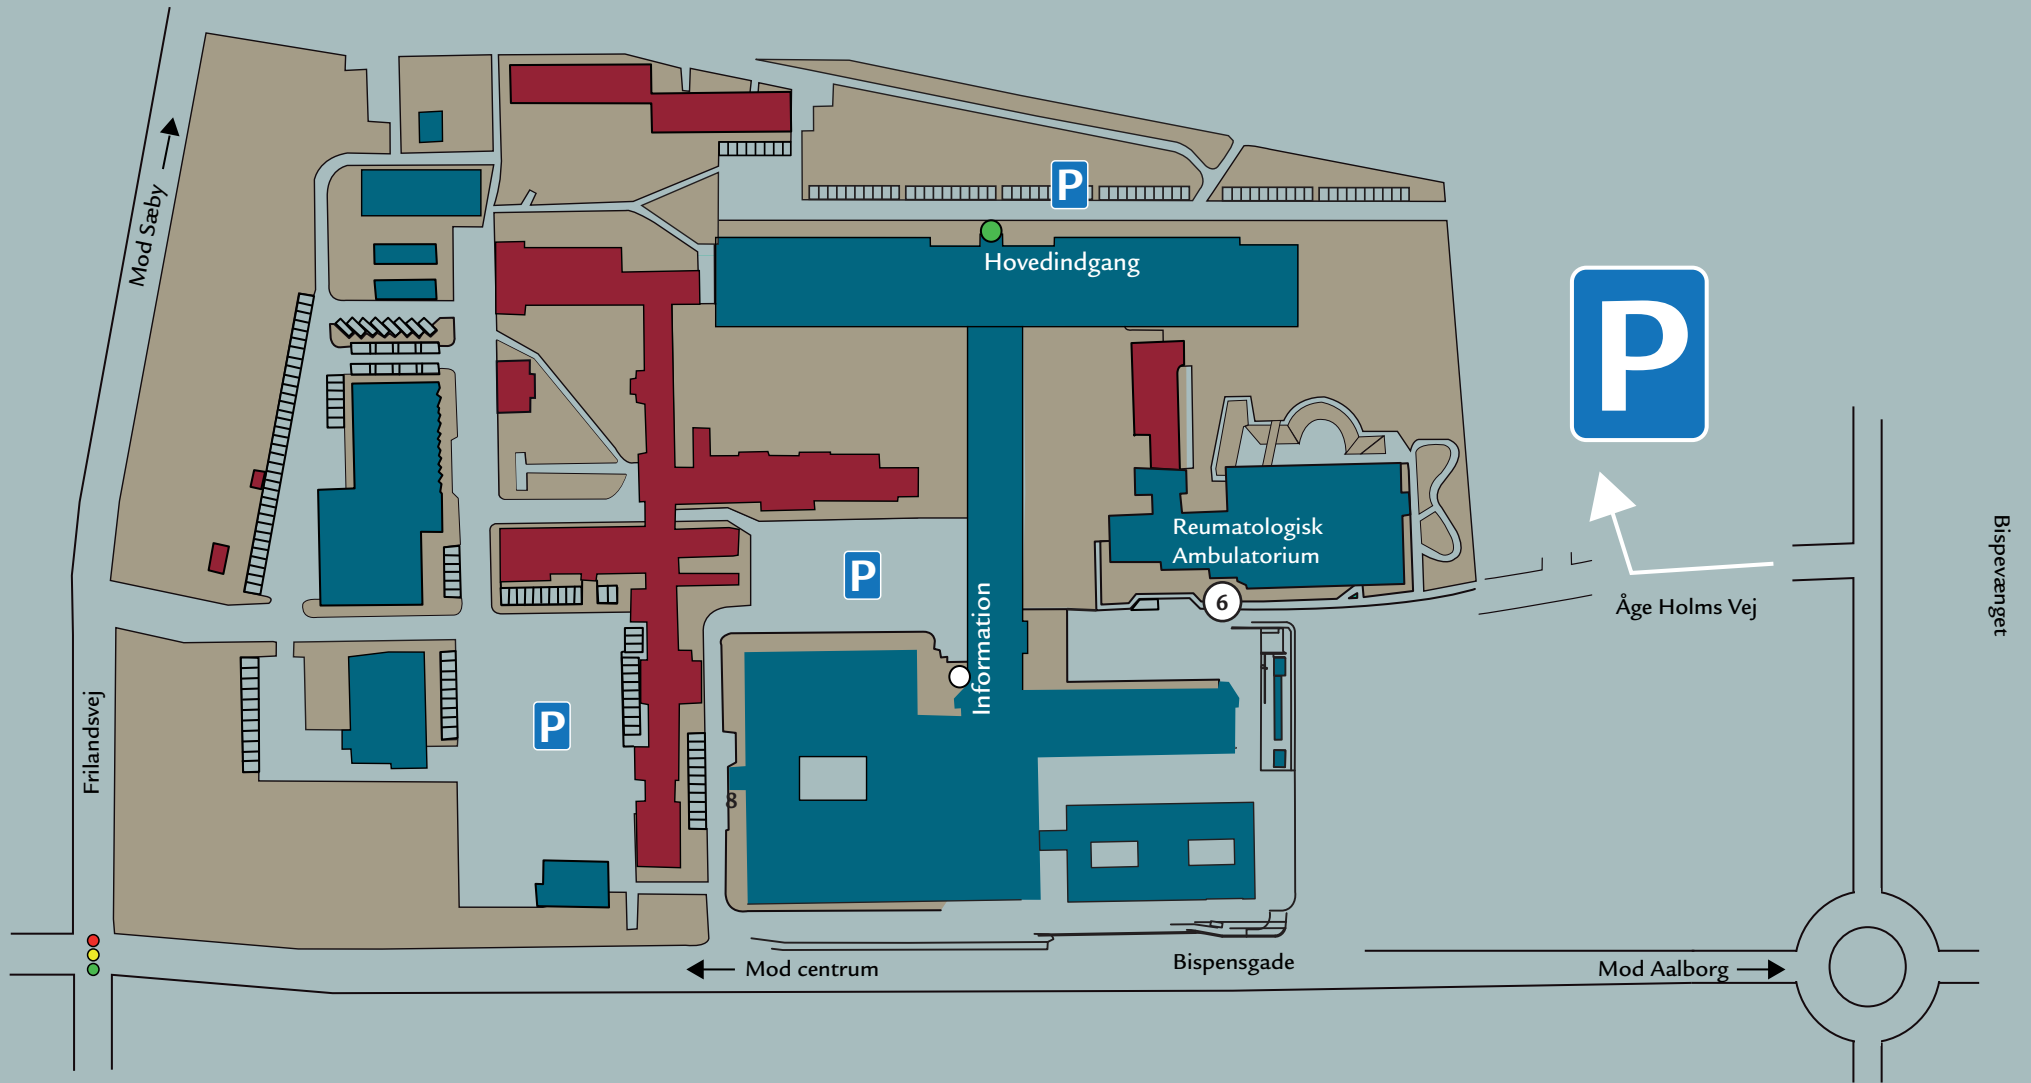 P
Mod Sæby
Hovedindgang
P
Reumatologisk
Ambulatorium
P
6
Åge Holms Vej
Bispevænget
Information
P
Frilandsvej
8
Mod centrum
Bispensgade
Mod Aalborg